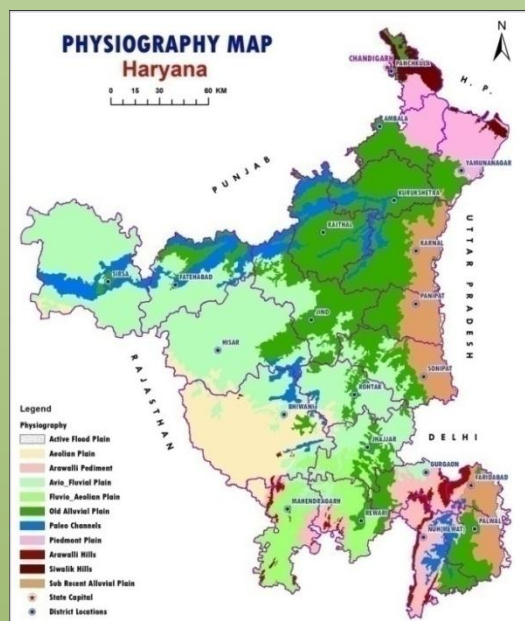 PHYSIOGRAPHY MAP
Haryana
0 15 30 60 KM
N
CHANDIGARH
PANCHKULA
H. P.
AMBALA
YAMUNANAGAR
PUNJAB
KURUKSHETRA
KAITHAL
UTTAR PRADESH
KARNAL
SIRSA
FATEHABAD
PANIPAT
JIND
HISAR
SONIPAT
RAJASTHAN
ROHTAK
BHIWANI
DELHI
JHAJJAR
GURGAON
FARIDABAD
MAHENDRAGARH
REWARI
PALWAL
NUH(MEWAT)
Legend
Physiography
Active Flood Plain
Aeolian Plain
Arawalli Pediment
Avio_Fluvial Plain
Fluvio_Aeolian Plain
Old Alluvial Plain
Paleo Channels
Piedmont Plain
Arawalli Hills
Siwalik Hills
Sub Recent Alluvial Plain
State Capital
District Locations